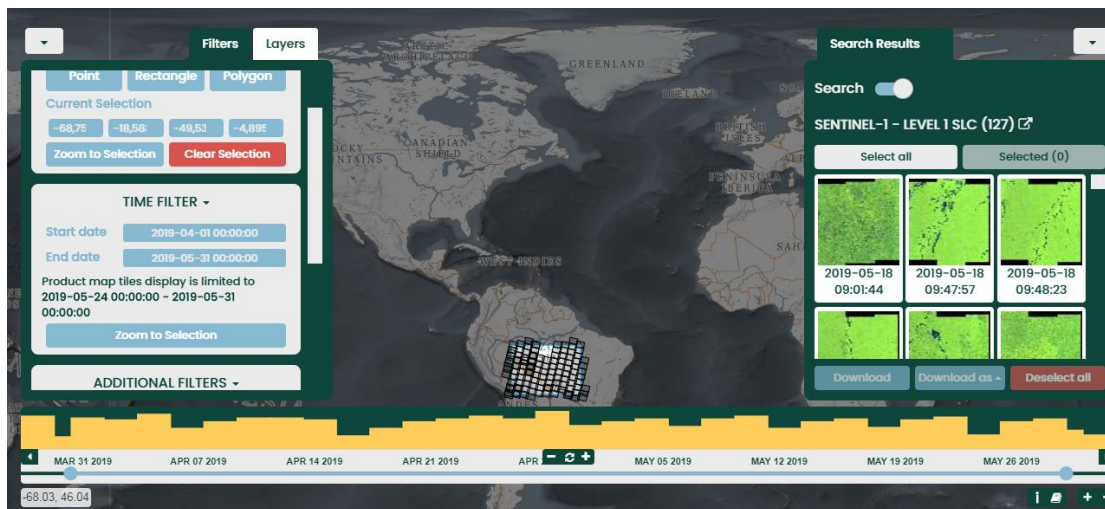 Filters Layers
Point Rectangle Polygon
Current Selection
-68,75 -18,58 -49,53 -4,895
Zoom to Selection Clear Selection
TIME FILTER
Start date 2019-04-01 00:00:00
End date 2019-05-31 00:00:00
Product map tiles display is limited to
2019-05-24 00:00:00 - 2019-05-31
00:00:00
Zoom to Selection
ADDITIONAL FILTERS
ARCTIC
ARCHIPELAGO
GREENLAND
ICELAND
CANADIAN
SHIELD
BRITISH
ISLES
PENINSULA
IBERICA
WEST INDIES
ANDES
Search Results
Search
SENTINEL-1 - LEVEL 1 SLC (127)
Select all Selected (0)
2019-05-18 2019-05-18 2019-05-18
09:01:44 09:47:57 09:48:23
Download Download as Deselect all
MAR 31 2019 APR 07 2019 APR 14 2019 APR 21 2019 APR MAY 05 2019 MAY 12 2019 MAY 19 2019 MAY 26 2019
-68.03, 46.04